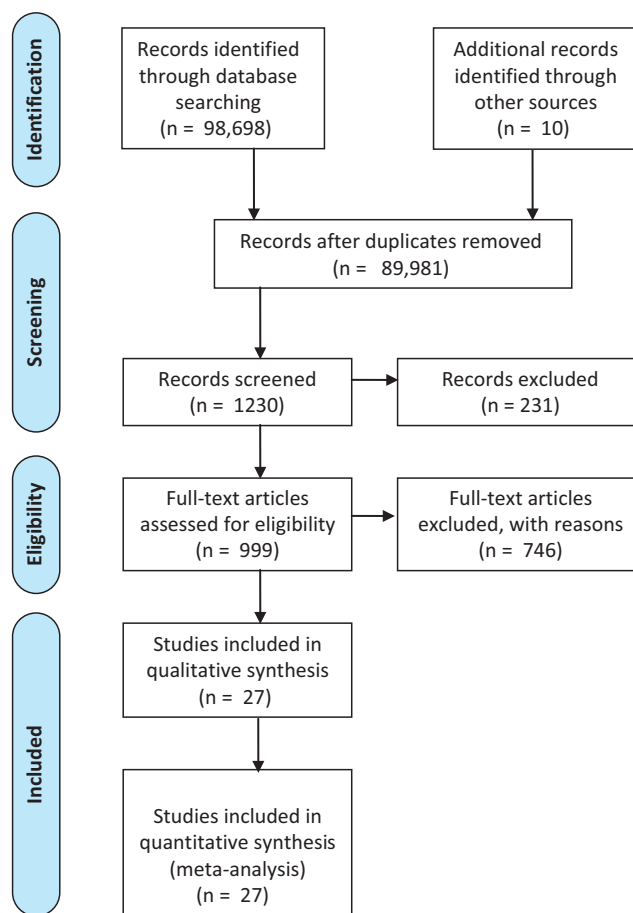 Identification
Records identified
through database
searching
(n = 98,698)
Additional records
identified through
other sources
(n = 10)
Screening
Records after duplicates removed
(n = 89,981)
Records screened
(n = 1230)
Records excluded
(n = 231)
Eligibility
Full-text articles
assessed for eligibility
(n = 999)
Full-text articles
excluded, with reasons
(n = 746)
Included
Studies included in
qualitative synthesis
(n = 27)
Studies included in
quantitative synthesis
(meta-analysis)
(n = 27)